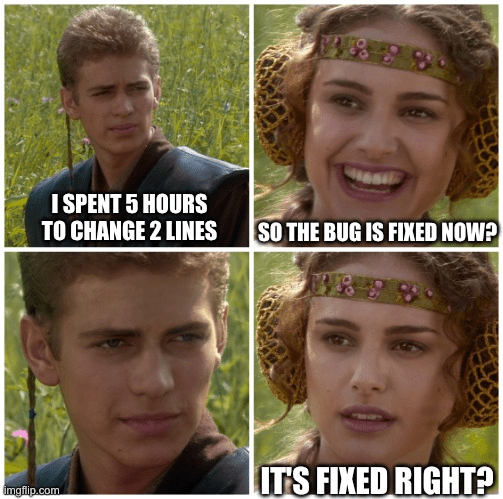 I SPENT 5 HOURS
TO CHANGE 2 LINES
SO THE BUG IS FIXED NOW?
IT'S FIXED RIGHT?
imgflip.com